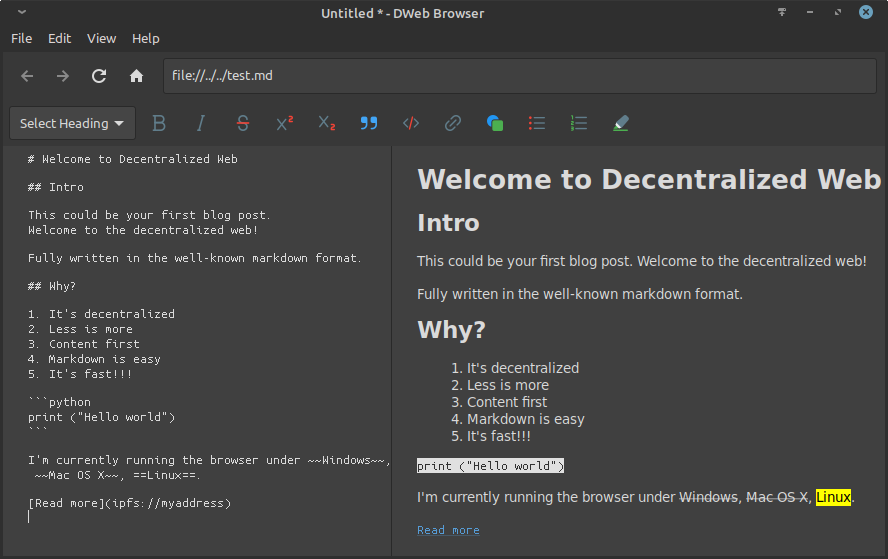 Untitled * - DWeb Browser
File Edit View Help
file://../../test.md
Select Heading B I S X² X₂ </>
# Welcome to Decentralized Web
## Intro
This could be your first blog post.
Welcome to the decentralized web!
Fully written in the well-known markdown format.
## Why?
1. It's decentralized
2. Less is more
3. Content first
4. Markdown is easy
5. It's fast!!!
```python
print ("Hello world")
```
I'm currently running the browser under ~~Windows~~,
~~Mac OS X~~, ==Linux==.
[Read more](ipfs://myaddress)
Welcome to Decentralized Web
Intro
This could be your first blog post. Welcome to the decentralized web!
Fully written in the well-known markdown format.
Why?
1. It's decentralized
2. Less is more
3. Content first
4. Markdown is easy
5. It's fast!!!
print ("Hello world")
I'm currently running the browser under Windows, Mac OS X, Linux.
Read more